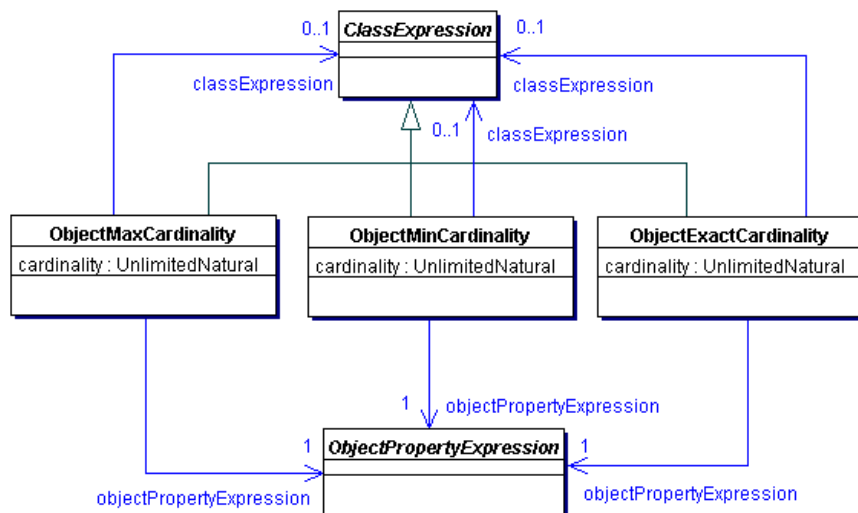 0..1
ClassExpression
0..1
classExpression
classExpression
0..1
classExpression
ObjectMaxCardinality
cardinality : UnlimitedNatural
ObjectMinCardinality
cardinality : UnlimitedNatural
ObjectExactCardinality
cardinality : UnlimitedNatural
1
objectPropertyExpression
1
ObjectPropertyExpression
1
objectPropertyExpression
objectPropertyExpression